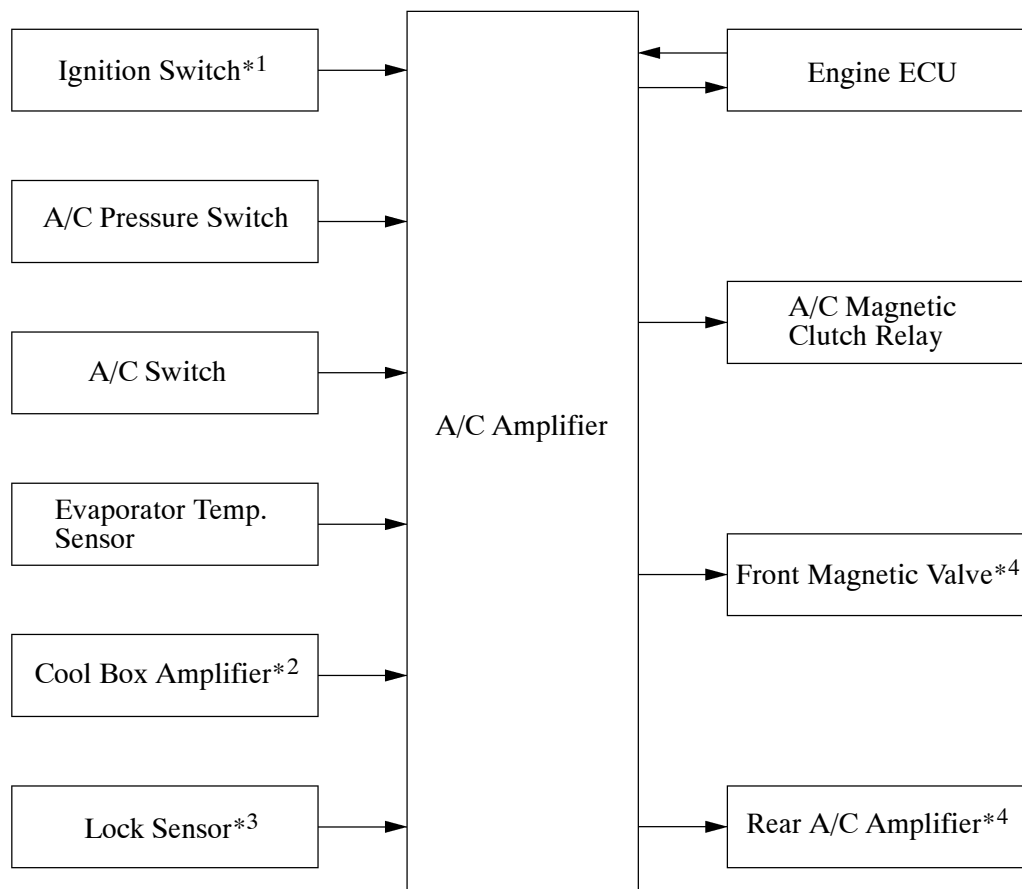 Ignition Switch*1
A/C Pressure Switch
A/C Switch
Evaporator Temp.
Sensor
Cool Box Amplifier*2
Lock Sensor*3
A/C Amplifier
Engine ECU
A/C Magnetic
Clutch Relay
Front Magnetic Valve*4
Rear A/C Amplifier*4